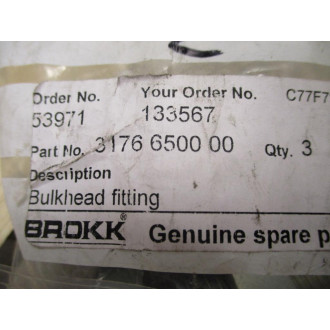 Order No. Your Order No. C77F7
53971 133567
Part No. 3176 6500 00 Qty. 3
Description
Bulkhead fitting
BROKK® Genuine spare p